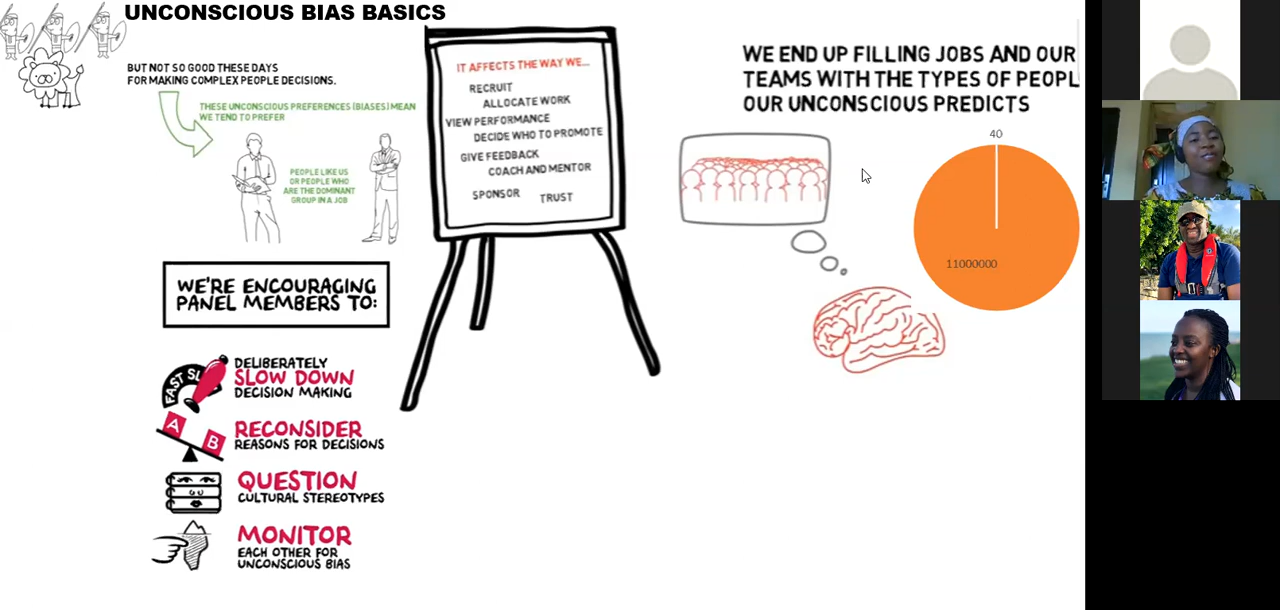 UNCONSCIOUS BIAS BASICS
BUT NOT SO GOOD THESE DAYS
FOR MAKING COMPLEX PEOPLE DECISIONS.
THESE UNCONSCIOUS PREFERENCES (BIASES) MEAN
WE TEND TO PREFER
PEOPLE LIKE US
OR PEOPLE WHO
ARE THE DOMINANT
GROUP IN A JOB
WE'RE ENCOURAGING
PANEL MEMBERS TO:
FAST SL
DELIBERATELY
SLOW DOWN
DECISION MAKING
A
B
RECONSIDER
REASONS FOR DECISIONS
QUESTION
CULTURAL STEREOTYPES
MONITOR
EACH OTHER FOR
UNCONSCIOUS BIAS
IT AFFECTS THE WAY WE...
RECRUIT
ALLOCATE WORK
VIEW PERFORMANCE
DECIDE WHO TO PROMOTE
GIVE FEEDBACK
COACH AND MENTOR
SPONSOR
TRUST
WE END UP FILLING JOBS AND OUR
TEAMS WITH THE TYPES OF PEOPL
OUR UNCONSCIOUS PREDICTS
40
11000000